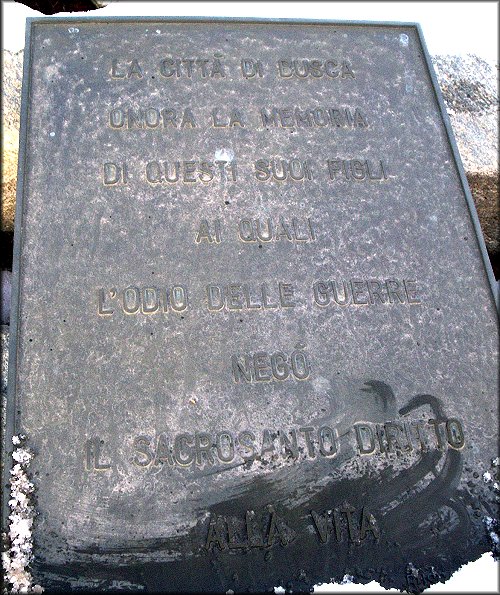 LA CITTÀ DI BUSCA
ONORA LA MEMORIA
DI QUESTI SUOI FIGLI
AI QUALI
L'ODIO DELLE GUERRE
NEGÓ
IL SACROSANTO DIRITTO
ALLA VITA